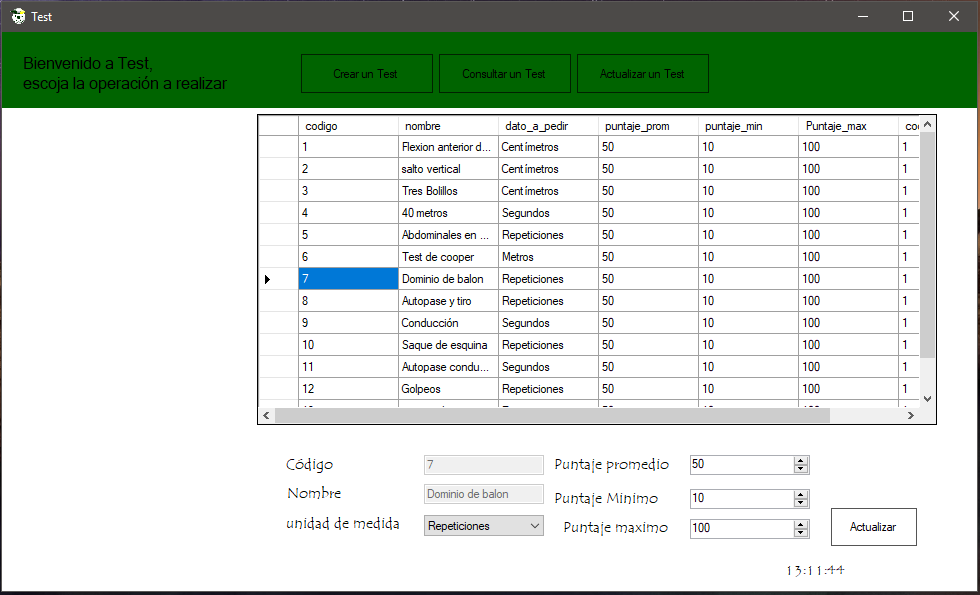 Test
Bienvenido a Test,
escoja la operación a realizar
Crear un Test Consultar un Test Actualizar un Test
codigo nombre dato_a_pedir puntaje_prom puntaje_min Puntaje_max
1 Flexion anterior d... Centímetros 50 10 100 1
2 salto vertical Centímetros 50 10 100 1
3 Tres Bolillos Centímetros 50 10 100 1
4 40 metros Segundos 50 10 100 1
5 Abdominales en ... Repeticiones 50 10 100 1
6 Test de cooper Metros 50 10 100 1
7 Dominio de balon Repeticiones 50 10 100 1
8 Autopase y tiro Repeticiones 50 10 100 1
9 Conducción Segundos 50 10 100 1
10 Saque de esquina Repeticiones 50 10 100 1
11 Autopase condu... Segundos 50 10 100 1
12 Golpeos Repeticiones 50 10 100 1
Código 7 Puntaje promedio 50
Nombre Dominio de balon Puntaje Minimo 10
unidad de medida Repeticiones Puntaje maximo 100
Actualizar
13:11:44